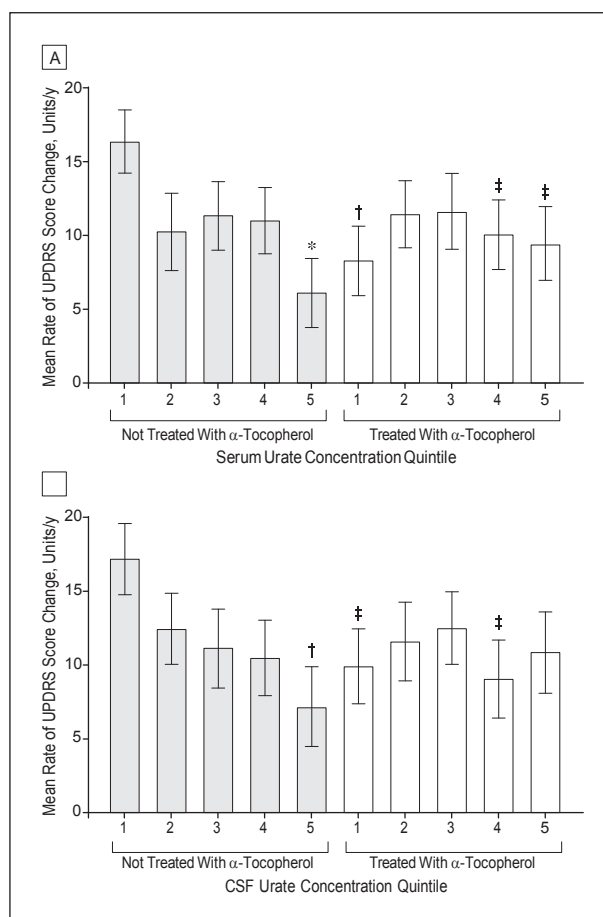 A
Mean Rate of UPDRS Score Change, Units/y
20
15
10
5
0
*
†
‡
‡
1 2 3 4 5 1 2 3 4 5
Not Treated With α-Tocopherol Treated With α-Tocopherol
Serum Urate Concentration Quintile
Mean Rate of UPDRS Score Change, Units/y
20
15
10
5
0
†
‡
‡
1 2 3 4 5 1 2 3 4 5
Not Treated With α-Tocopherol Treated With α-Tocopherol
CSF Urate Concentration Quintile